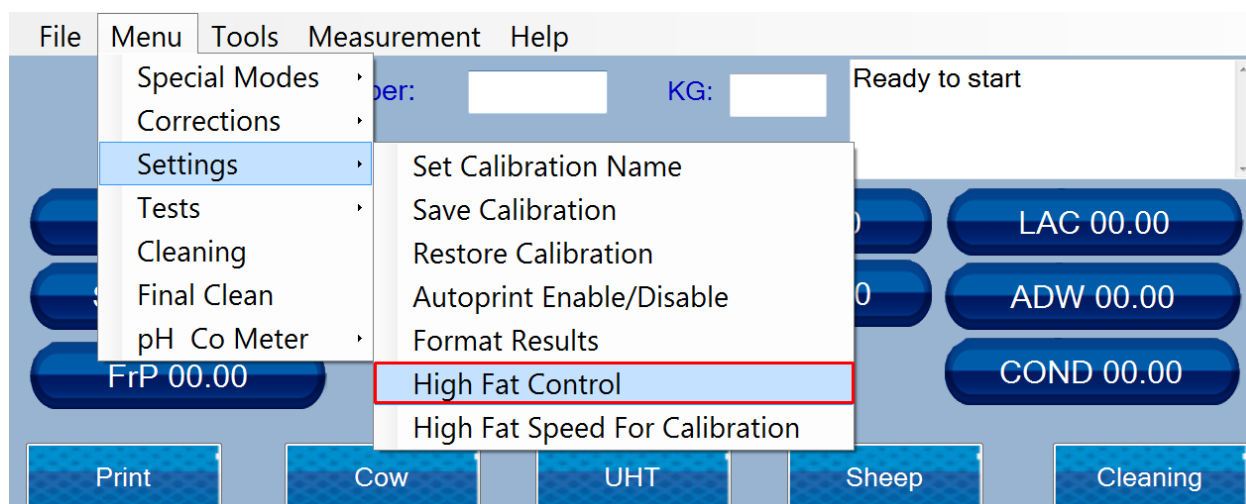 File Menu Tools Measurement Help
Special Modes
Corrections
Settings
Tests
Cleaning
Final Clean
pH Co Meter
KG:
Ready to start
Set Calibration Name
Save Calibration
Restore Calibration
Autoprint Enable/Disable
Format Results
High Fat Control
High Fat Speed For Calibration
LAC 00.00
ADW 00.00
FrP 00.00
COND 00.00
Print Cow UHT Sheep Cleaning